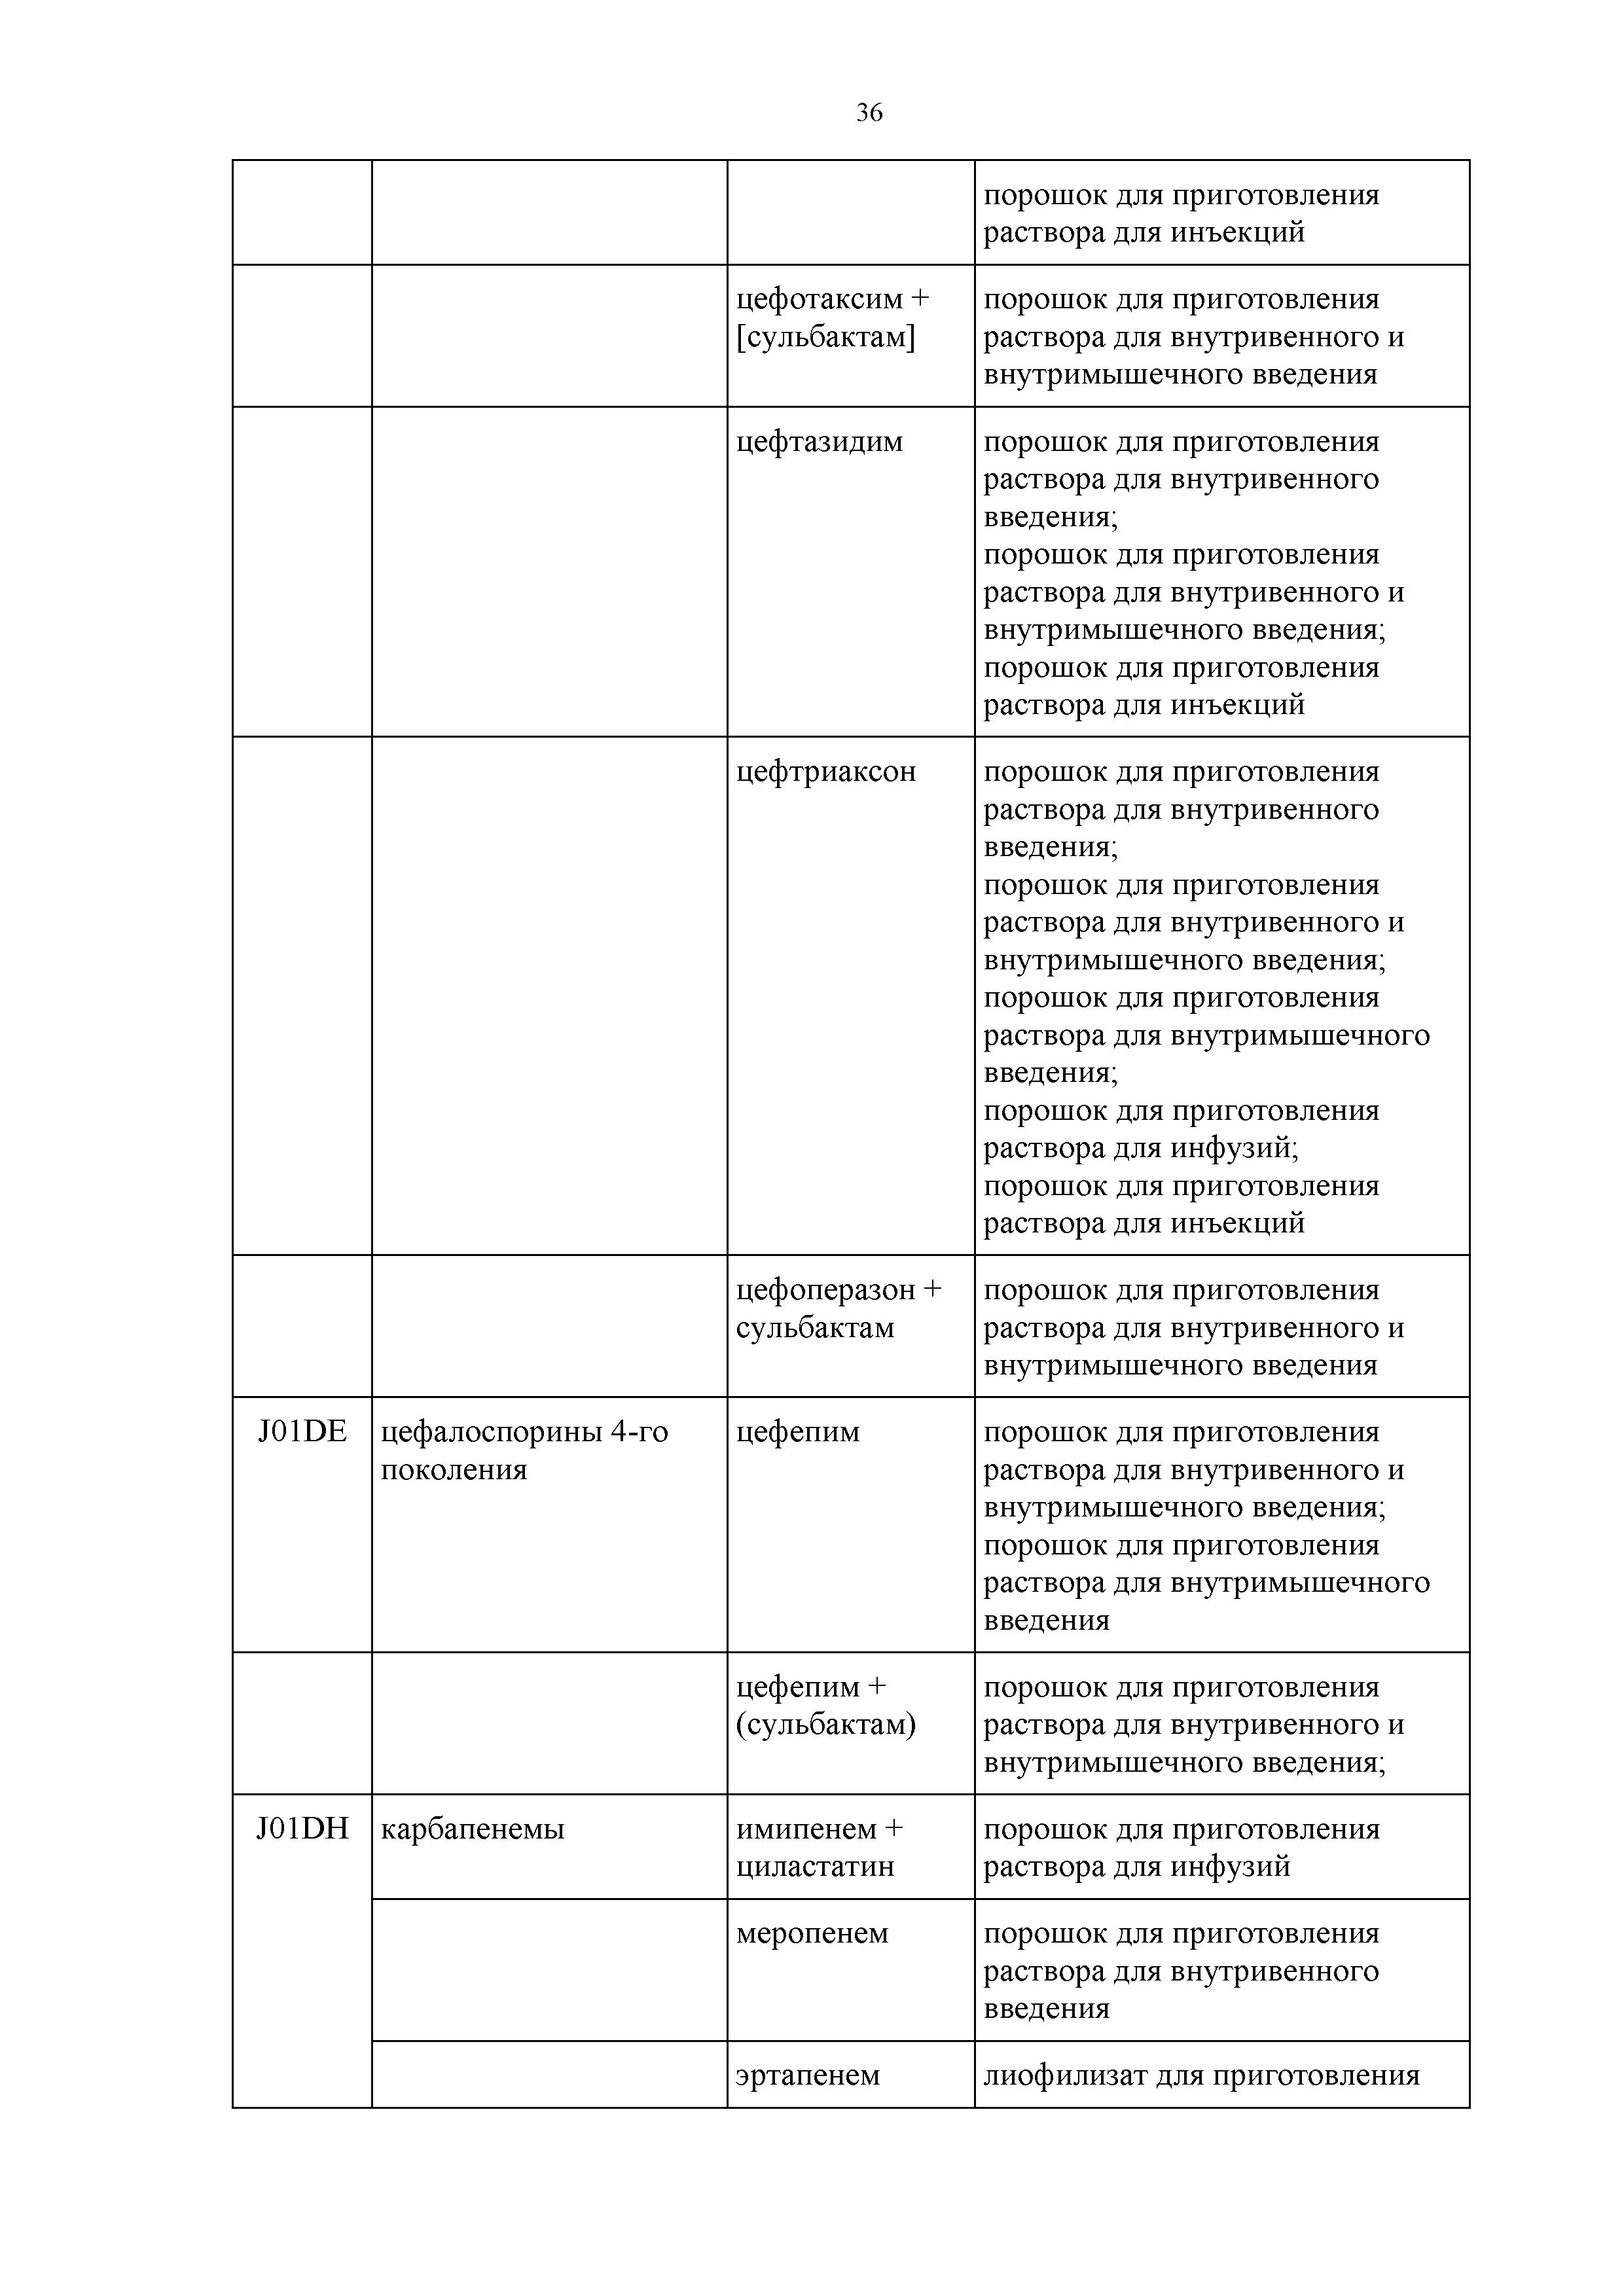 36
порошок для приготовления
раствора для инъекций
цефотаксим +
[сульбактам]
порошок для приготовления
раствора для внутривенного и
внутримышечного введения
цефтазидим
порошок для приготовления
раствора для внутривенного
введения;
порошок для приготовления
раствора для внутривенного и
внутримышечного введения;
порошок для приготовления
раствора для инъекций
цефтриаксон
порошок для приготовления
раствора для внутривенного
введения;
порошок для приготовления
раствора для внутривенного и
внутримышечного введения;
порошок для приготовления
раствора для внутримышечного
введения;
порошок для приготовления
раствора для инфузий;
порошок для приготовления
раствора для инъекций
цефоперазон +
сульбактам
порошок для приготовления
раствора для внутривенного и
внутримышечного введения
J01DE
цефалоспорины 4-го
поколения
цефепим
порошок для приготовления
раствора для внутривенного и
внутримышечного введения;
порошок для приготовления
раствора для внутримышечного
введения
цефепим +
(сульбактам)
порошок для приготовления
раствора для внутривенного и
внутримышечного введения;
J01DH
карбапенемы
имипенем +
циластатин
порошок для приготовления
раствора для инфузий
меропенем
порошок для приготовления
раствора для внутривенного
введения
эртапенем
лиофилизат для приготовления